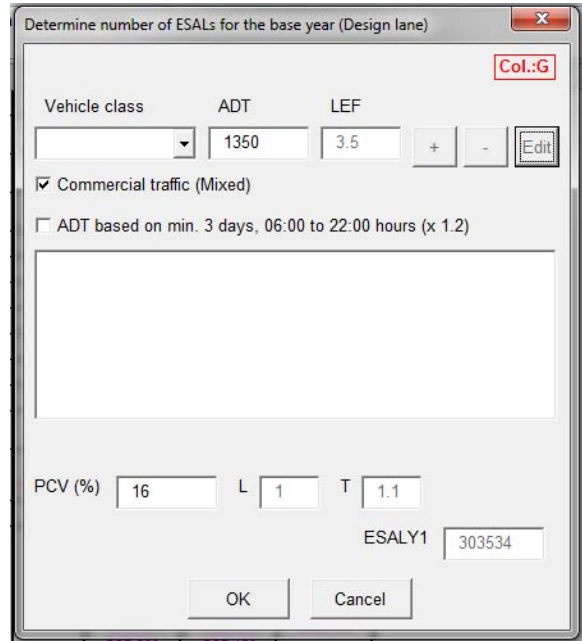 Determine number of ESALs for the base year (Design lane)
Col.:G
Vehicle class ADT LEF
1350 3.5 + - Edit
Commercial traffic (Mixed)
ADT based on min. 3 days, 06:00 to 22:00 hours (x 1.2)
PCV (%) 16 L 1 T 1.1
ESALY1 303534
OK Cancel